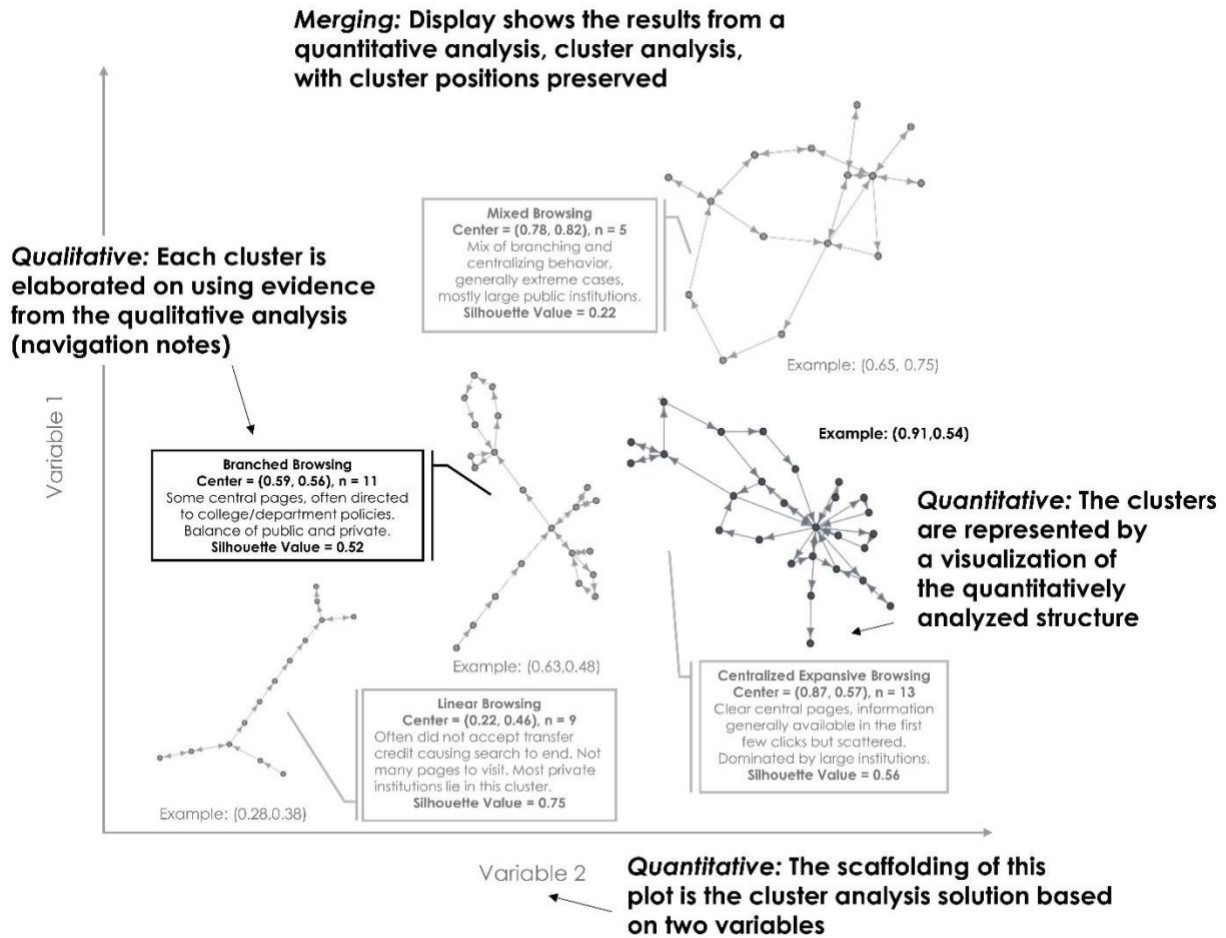 Merging: Display shows the results from a
quantitative analysis, cluster analysis,
with cluster positions preserved
Mixed Browsing
Center = (0.78, 0.82), n = 5
Mix of branching and
centralizing behavior,
generally extreme cases,
mostly large public institutions.
Silhouette Value = 0.22
Example: (0.65, 0.75)
Qualitative: Each cluster is
elaborated on using evidence
from the qualitative analysis
(navigation notes)
Variable 1
Branched Browsing
Center = (0.59, 0.56), n = 11
Some central pages, often directed
to college/department policies.
Balance of public and private.
Silhouette Value = 0.52
Example: (0.63,0.48)
Example: (0.91,0.54)
Quantitative: The clusters
are represented by
a visualization of
the quantitatively
analyzed structure
Linear Browsing
Center = (0.22, 0.46), n = 9
Often did not accept transfer
credit causing search to end. Not
many pages to visit. Most private
institutions lie in this cluster.
Silhouette Value = 0.75
Example: (0.28,0.38)
Centralized Expansive Browsing
Center = (0.87, 0.57), n = 13
Clear central pages, information
generally available in the first
few clicks but scattered.
Dominated by large institutions.
Silhouette Value = 0.56
Variable 2
Quantitative: The scaffolding of this
plot is the cluster analysis solution based
on two variables